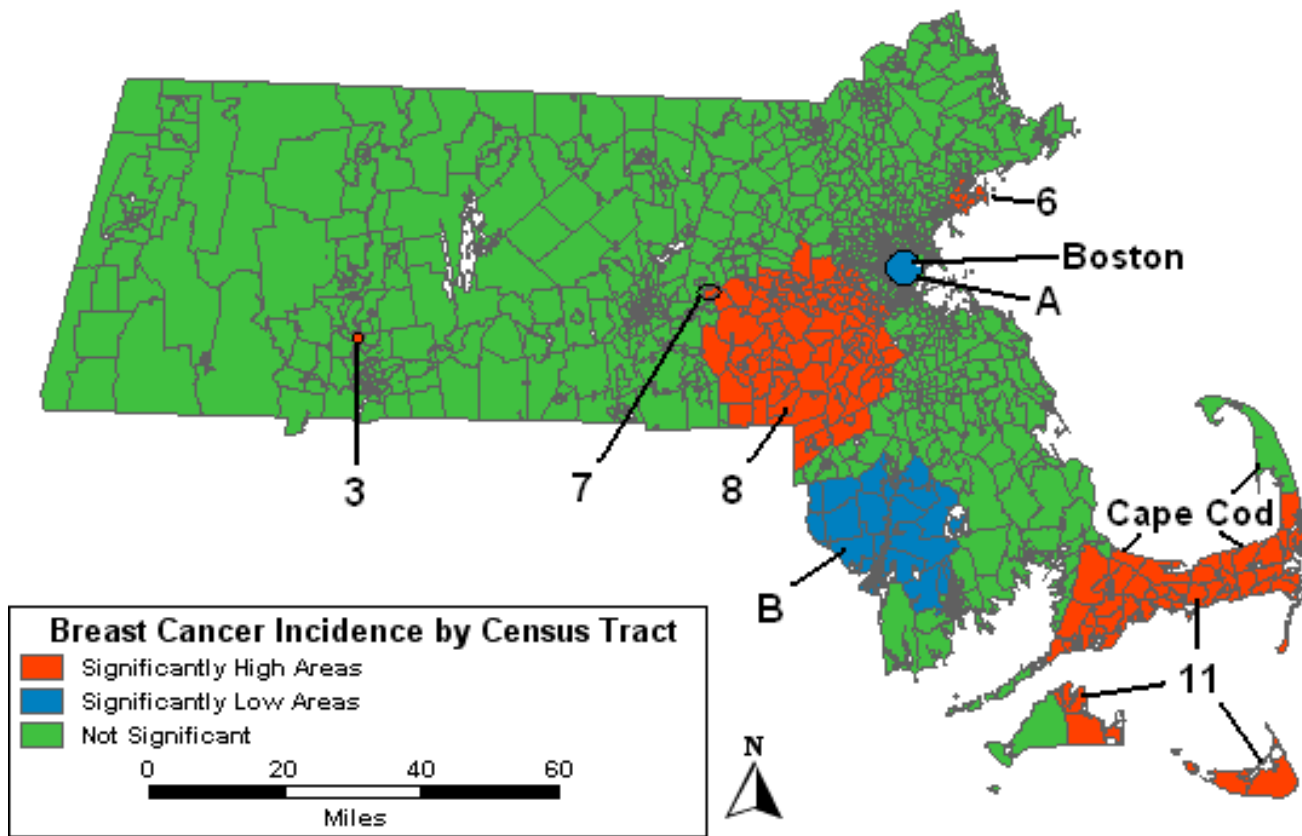 6
Boston
A
3
7
8
Cape Cod
B
11
Breast Cancer Incidence by Census Tract
Significantly High Areas
Significantly Low Areas
Not Significant
0 20 40 60
Miles
N